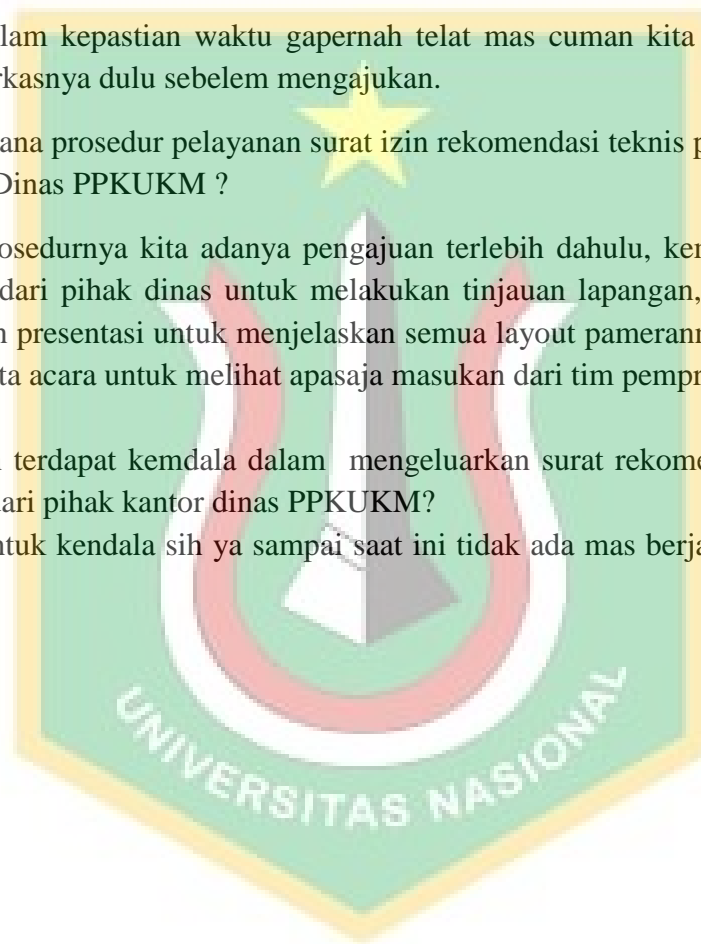 lam kepastian waktu gapernah telat mas cuman kita
rkasnya dulu sebelem mengajukan.
ana prosedur pelayanan surat izin rekomendasi teknis p
Dinas PPKUKM ?
osedurnya kita adanya pengajuan terlebih dahulu, ker
dari pihak dinas untuk melakukan tinjauan lapangan,
n presentasi untuk menjelaskan semua layout pamerann
ta acara untuk melihat apasaja masukan dari tim pempr
terdapat kemdala dalam mengeluarkan surat rekome
dari pihak kantor dinas PPKUKM?
ntuk kendala sih ya sampai saat ini tidak ada mas berja
UNIVERSITAS NASIONAL